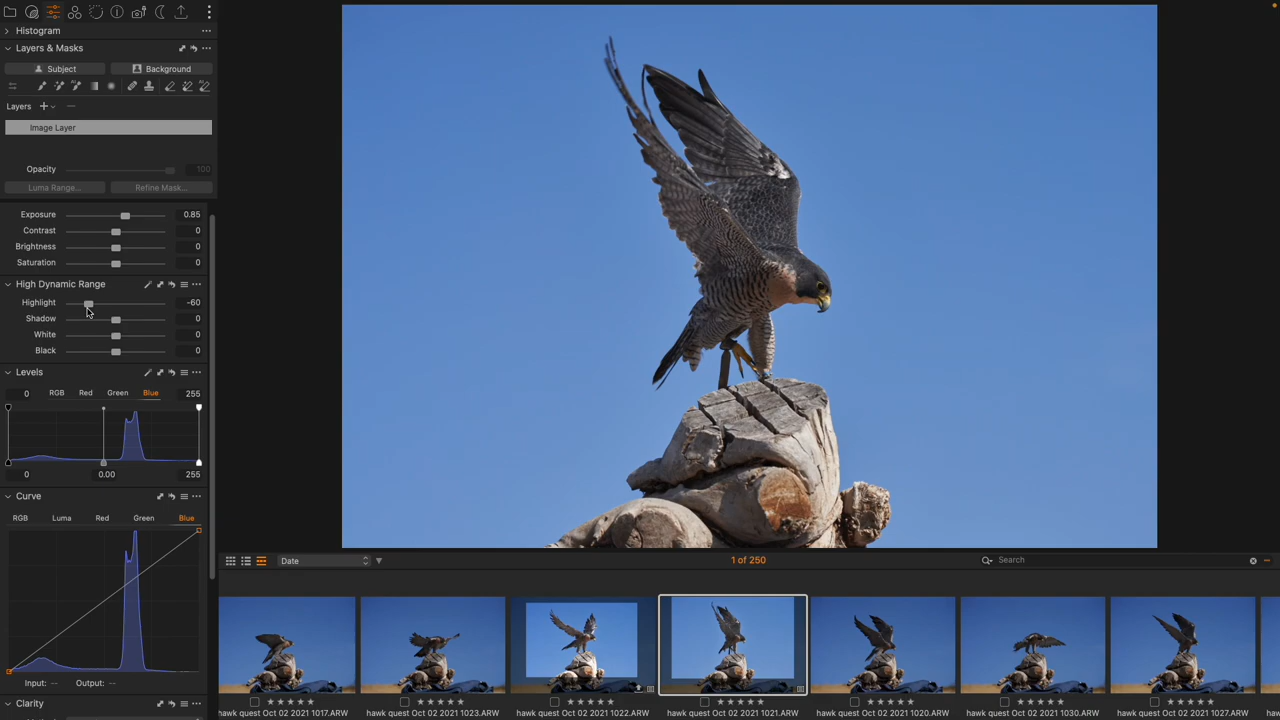 Histogram
Layers & Masks
Subject Background
Layers
Image Layer
Opacity 100
Luma Range... Refine Mask...
Exposure 0.85
Contrast 0
Brightness 0
Saturation 0
High Dynamic Range
Highlight -60
Shadow 0
White 0
Black 0
Levels
0 RGB Red Green Blue 255
0 0.00 255
Curve
RGB Luma Red Green Blue
Input: -- Output: --
Clarity
Date 1 of 250 Search
hawk quest Oct 02 2021 1017.ARW
hawk quest Oct 02 2021 1023.ARW
hawk quest Oct 02 2021 1022.ARW
hawk quest Oct 02 2021 1021.ARW
hawk quest Oct 02 2021 1020.ARW
hawk quest Oct 02 2021 1030.ARW
hawk quest Oct 02 2021 1027.ARW